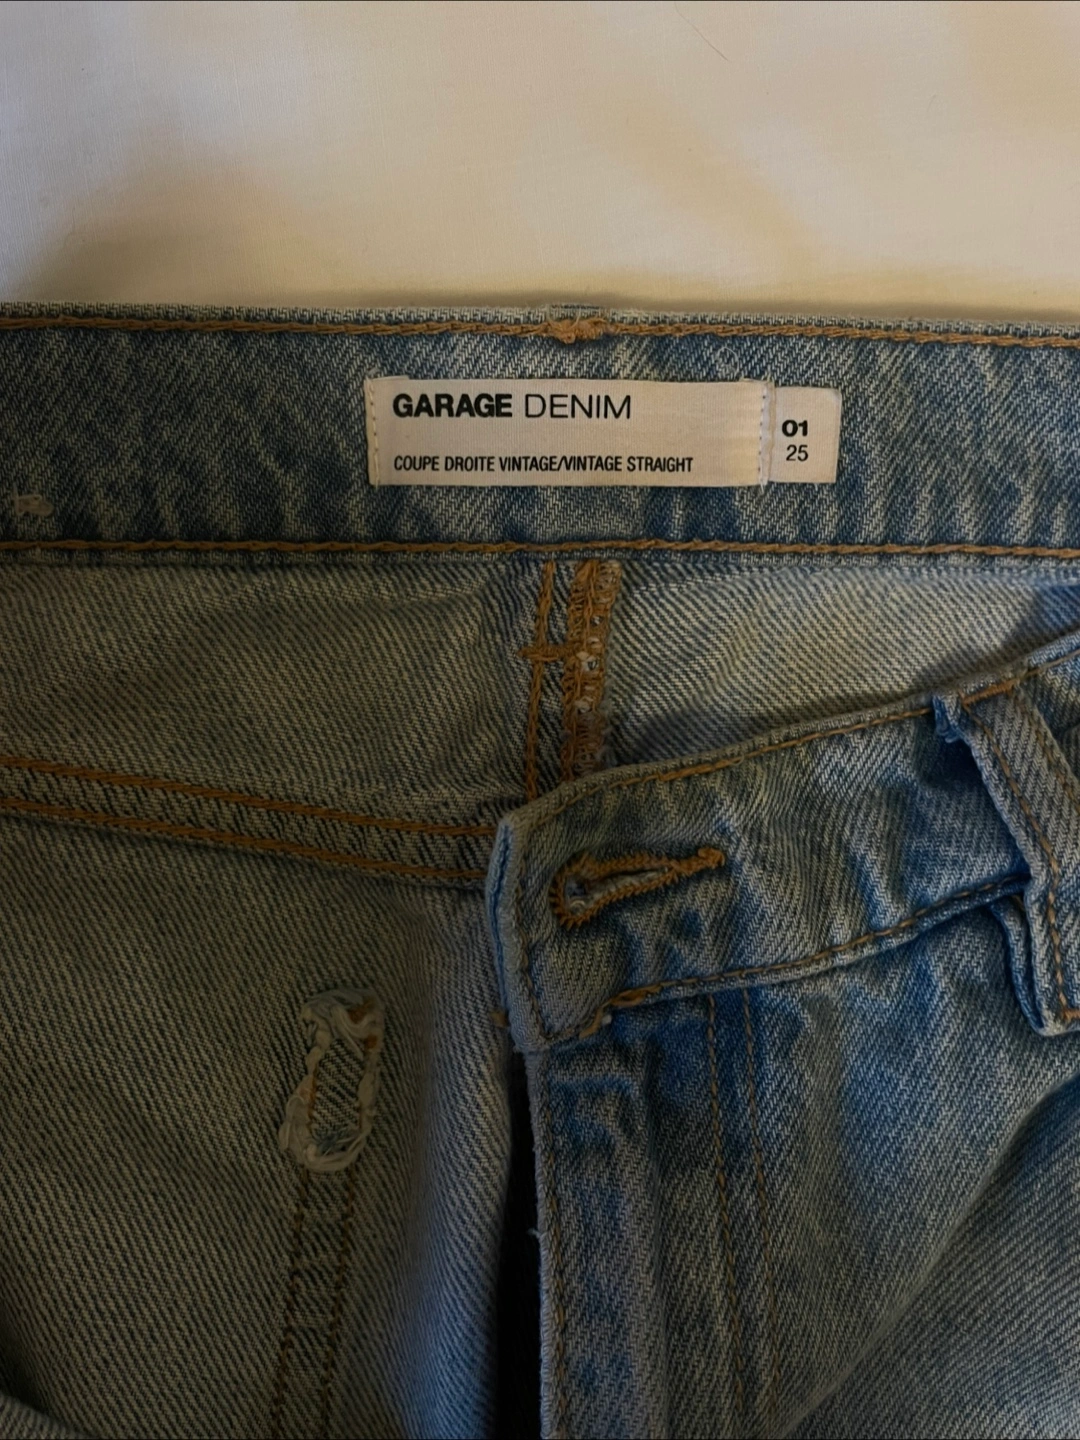 GARAGE DENIM
COUPE DROITE VINTAGE/VINTAGE STRAIGHT
01
25